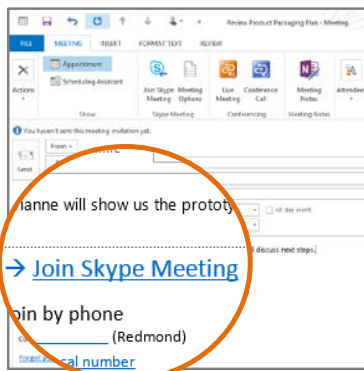 Review Product Packaging Plan - Meeting
FILE MEETING INSERT FORMAT TEXT REVIEW
Actions
Appointment
Scheduling Assistant
Show
Join Skype Meeting
Meeting Options
Skype Meeting
Live Meeting
Conference Call
Conferencing
Meeting Notes
Meeting Notes
Attendees
You haven't sent this meeting invitation yet.
Send
From
All day event
ianne will show us the prototy
d discuss next steps.
→ Join Skype Meeting
oin by phone
(Redmond)
cal number